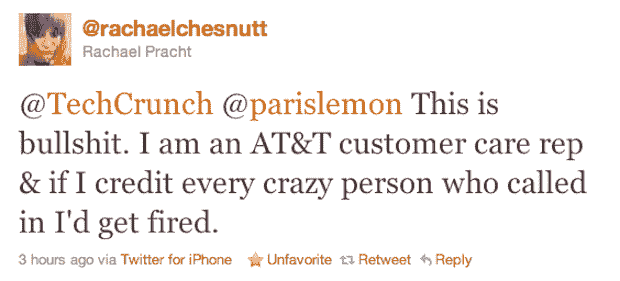 @rachaelchesnutt
Rachael Pracht
@TechCrunch @parislemon This is
bullshit. I am an AT&T customer care rep
& if I credit every crazy person who called
in I'd get fired.
3 hours ago via Twitter for iPhone Unfavorite Retweet Reply